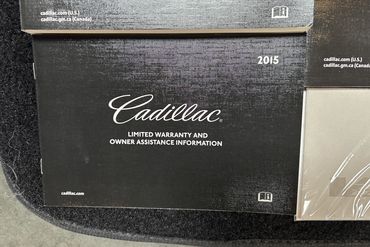 cadillac.com (U.S.)
cadillac.gm.ca (Canada)
cadillac.com (U.S.)
cadillac.gm.ca (Canada)
2015
Cadillac
LIMITED WARRANTY AND
OWNER ASSISTANCE INFORMATION
cadillac.com